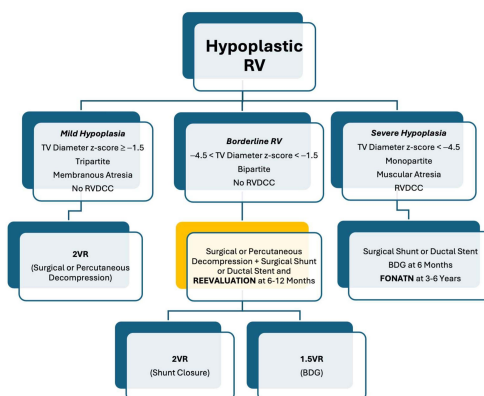 Hypoplastic
RV
Mild Hypoplasia
TV Diameter z-score ≥ −1.5
Tripartite
Membranous Atresia
No RVDCC
Borderline RV
−4.5 < TV Diameter z-score < −1.5
Bipartite
No RVDCC
Severe Hypoplasia
TV Diameter z-score < −4.5
Monopartite
Muscular Atresia
RVDCC
2VR
(Surgical or Percutaneous
Decompression)
Surgical or Percutaneous
Decompression + Surgical Shunt
or Ductal Stent and
REEVALUATION at 6-12 Months
Surgical Shunt or Ductal Stent
BDG at 6 Months
FONATN at 3-6 Years
2VR
(Shunt Closure)
1.5VR
(BDG)